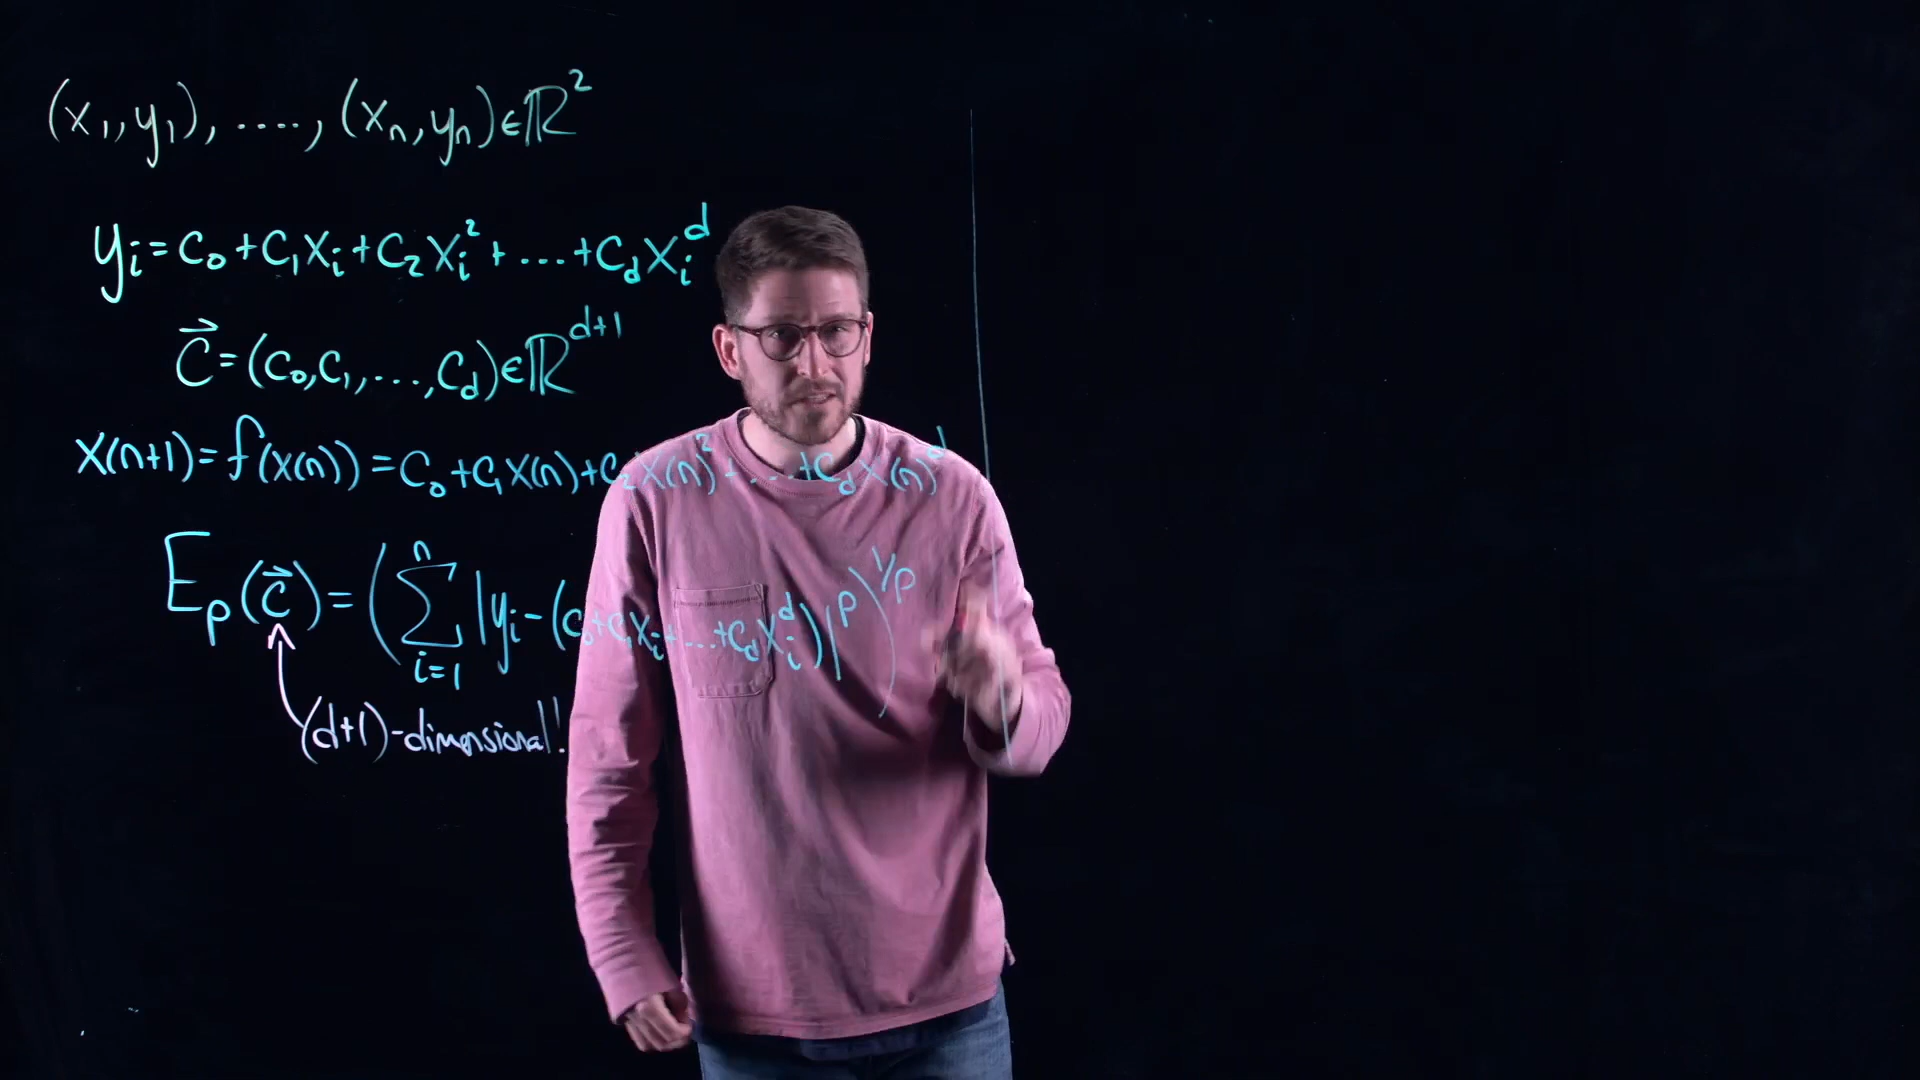 (x₁,y₁),....,(xₙ,yₙ)∈ℝ²
yᵢ=c₀+c₁xᵢ+c₂xᵢ²+...+c_d xᵢ^d
c⃗=(c₀,c₁,...,c_d)∈ℝ^{d+1}
x(n+1)=f(x(n))=c₀+c₁x(n)+c₂x(n)²+...+c_d x(n)^d
E_p(c⃗)=(∑_{i=1}^{n}|yᵢ-(c₀+c₁xᵢ+...+c_d xᵢ^d)|^p)^{1/p}
(d+1)-dimensional!